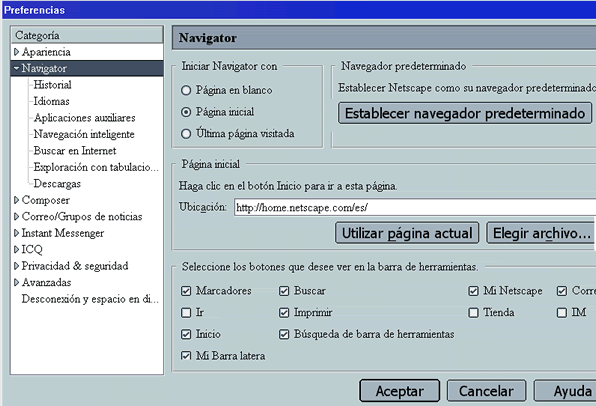 Preferencias
Categoría
Apariencia
Navigator
Historial
Idiomas
Aplicaciones auxiliares
Navegación inteligente
Buscar en Internet
Exploración con tabulacio...
Descargas
Composer
Correo/Grupos de noticias
Instant Messenger
ICQ
Privacidad & seguridad
Avanzadas
Desconexión y espacio en di...
Navigator
Iniciar Navigator con
Página en blanco
Página inicial
Última página visitada
Navegador predeterminado
Establecer Netscape como su navegador predeterminado
Establecer navegador predeterminado
Página inicial
Haga clic en el botón Inicio para ir a esta página.
Ubicación: http://home.netscape.com/es/
Utilizar página actual Elegir archivo...
Seleccione los botones que desee ver en la barra de herramientas.
Marcadores Buscar Mi Netscape Corre
Ir Imprimir Tienda IM
Inicio Búsqueda de barra de herramientas
Mi Barra latera
Aceptar Cancelar Ayuda